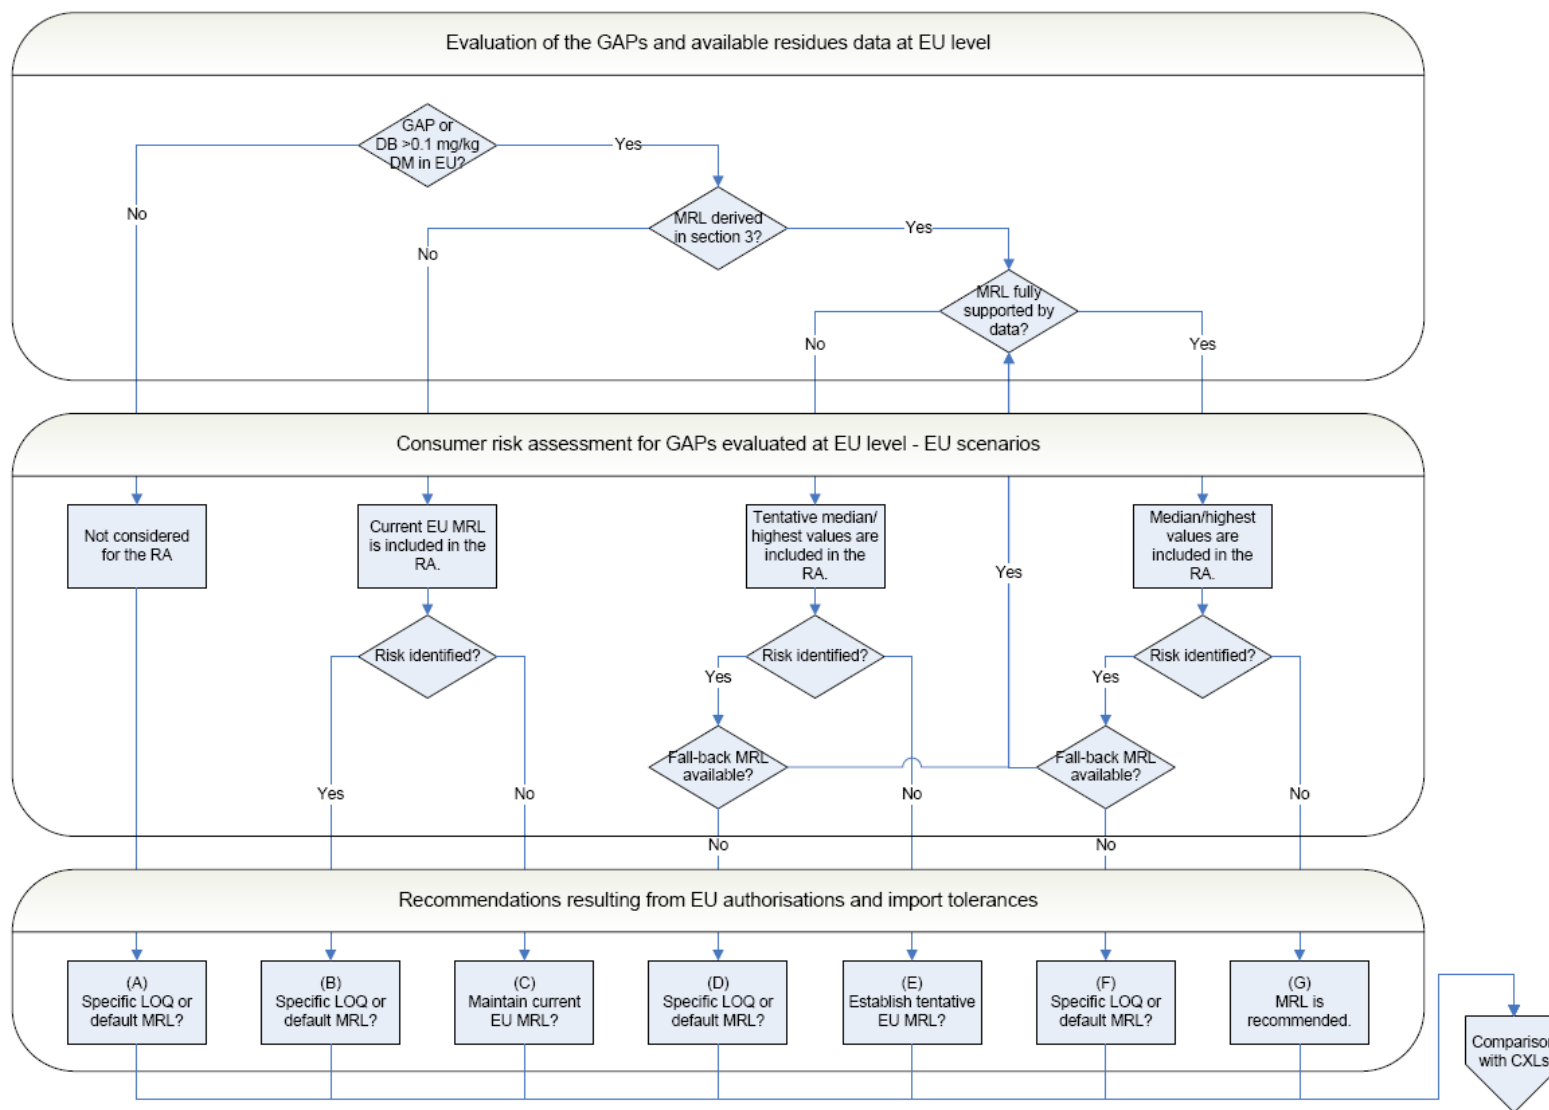 Evaluation of the GAPs and available residues data at EU level
GAP or
DB >0.1 mg/kg
DM in EU?
Yes
No
MRL derived
in section 3?
Yes
No
MRL fully
supported by
data?
No
Yes
Consumer risk assessment for GAPs evaluated at EU level - EU scenarios
Not considered
for the RA
Current EU MRL
is included in the
RA.
Tentative median/
highest values are
included in the
RA.
Median/highest
values are
included in the
RA.
Yes
Risk identified?
Risk identified?
Risk identified?
Yes
Yes
Fall-back MRL
available?
Fall-back MRL
available?
Yes
No
No
No
No
No
Recommendations resulting from EU authorisations and import tolerances
(A)
Specific LOQ or
default MRL?
(B)
Specific LOQ or
default MRL?
(C)
Maintain current
EU MRL?
(D)
Specific LOQ or
default MRL?
(E)
Establish tentative
EU MRL?
(F)
Specific LOQ or
default MRL?
(G)
MRL is
recommended.
Comparison
with CXLs